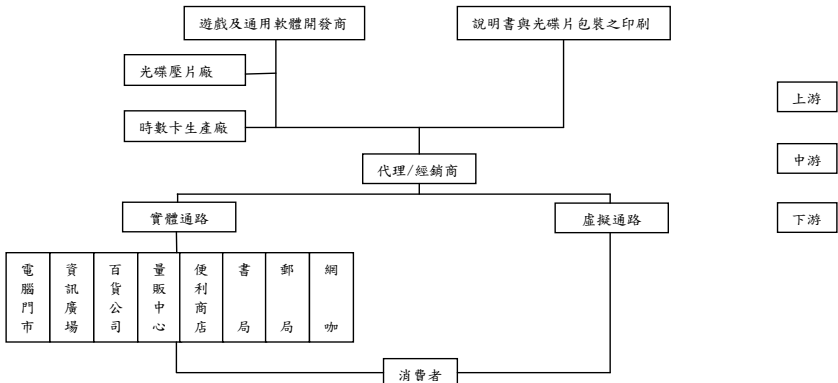 遊戲及通用軟體開發商
說明書與光碟片包裝之印刷
光碟壓片廠
上游
時數卡生產廠
中游
代理/經銷商
實體通路
虛擬通路
下游
電腦門市
資訊廣場
百貨公司
量販中心
便利商店
書局
郵局
網咖
消費者